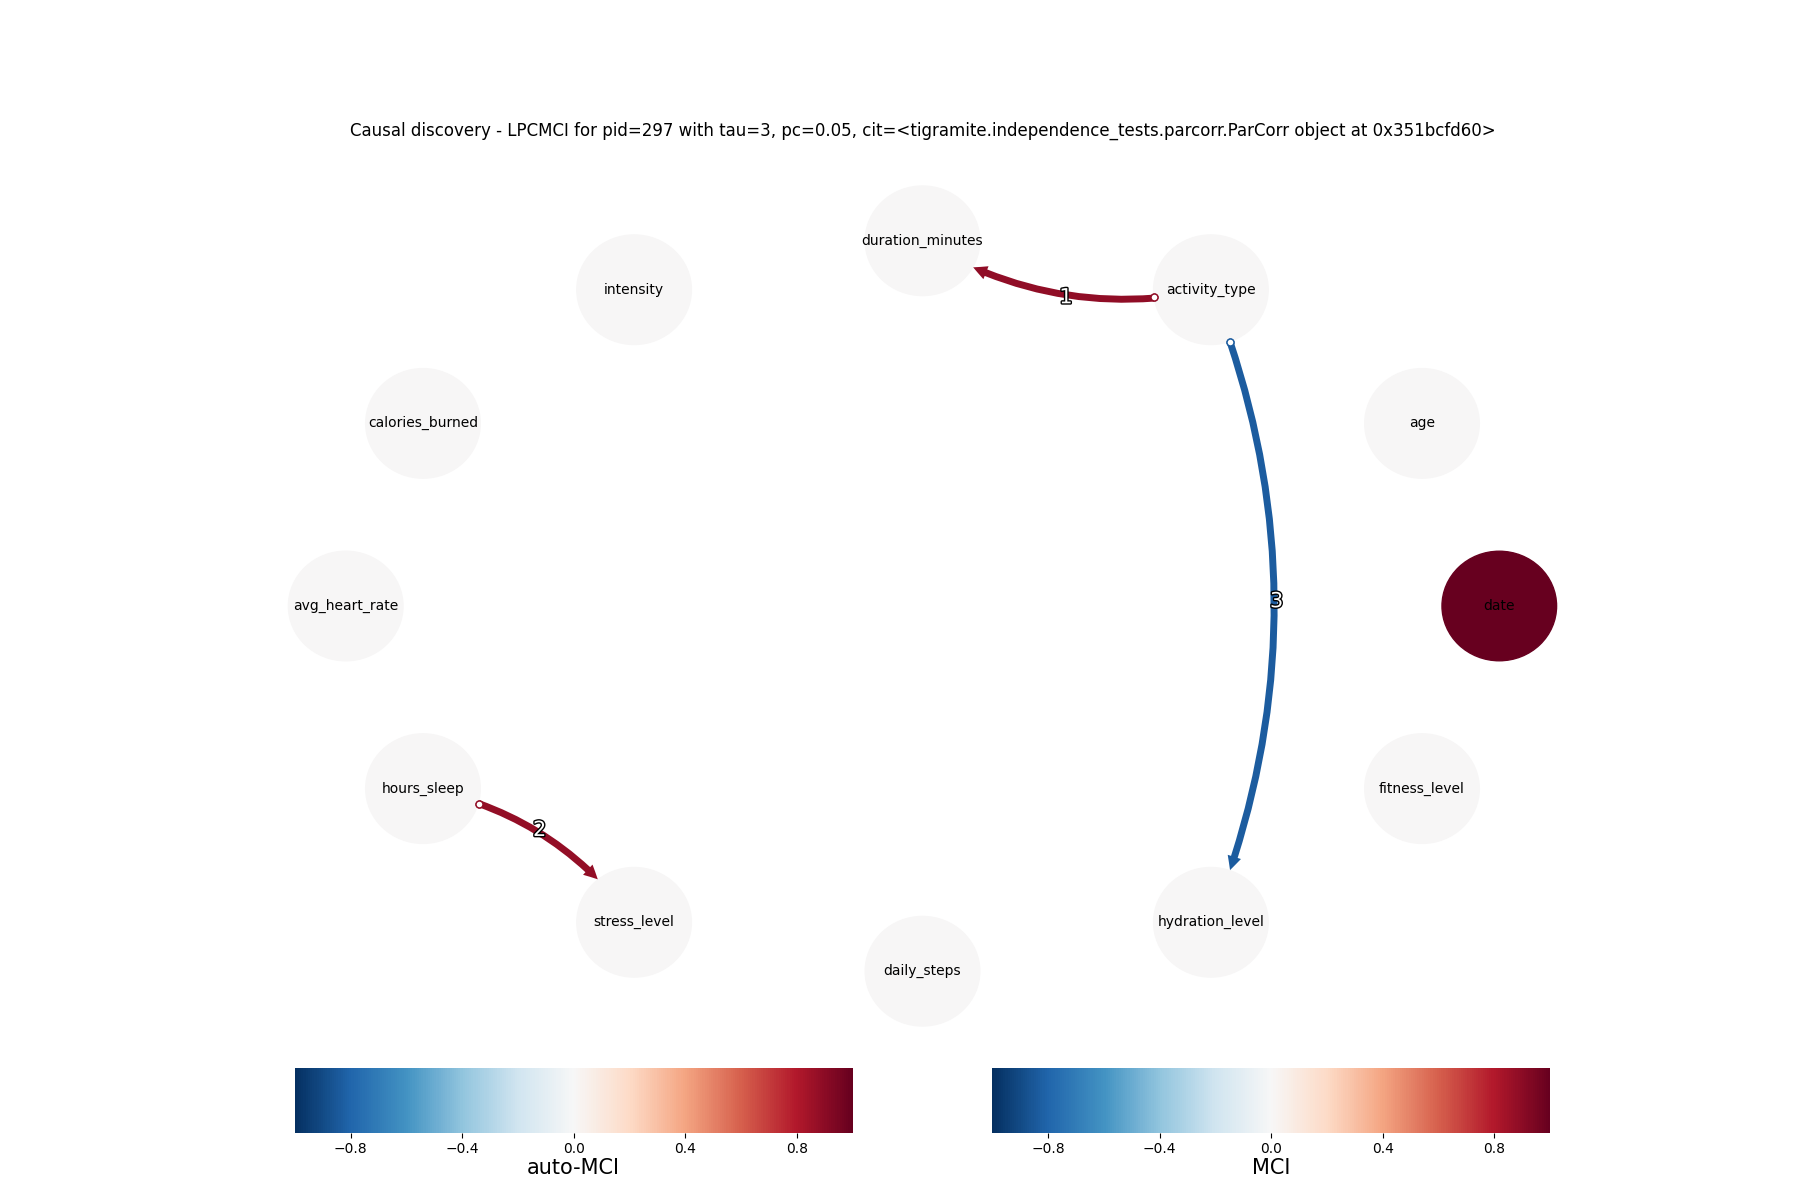 Causal discovery - LPCMCI for pid=297 with tau=3, pc=0.05, cit=<tigramite.independence_tests.parcorr.ParCorr object at 0x351bcfd60>
duration_minutes
intensity
activity_type
1
calories_burned
age
avg_heart_rate
3
date
hours_sleep
fitness_level
2
stress_level
hydration_level
daily_steps
−0.8 −0.4 0.0 0.4 0.8
auto-MCI
−0.8 −0.4 0.0 0.4 0.8
MCI